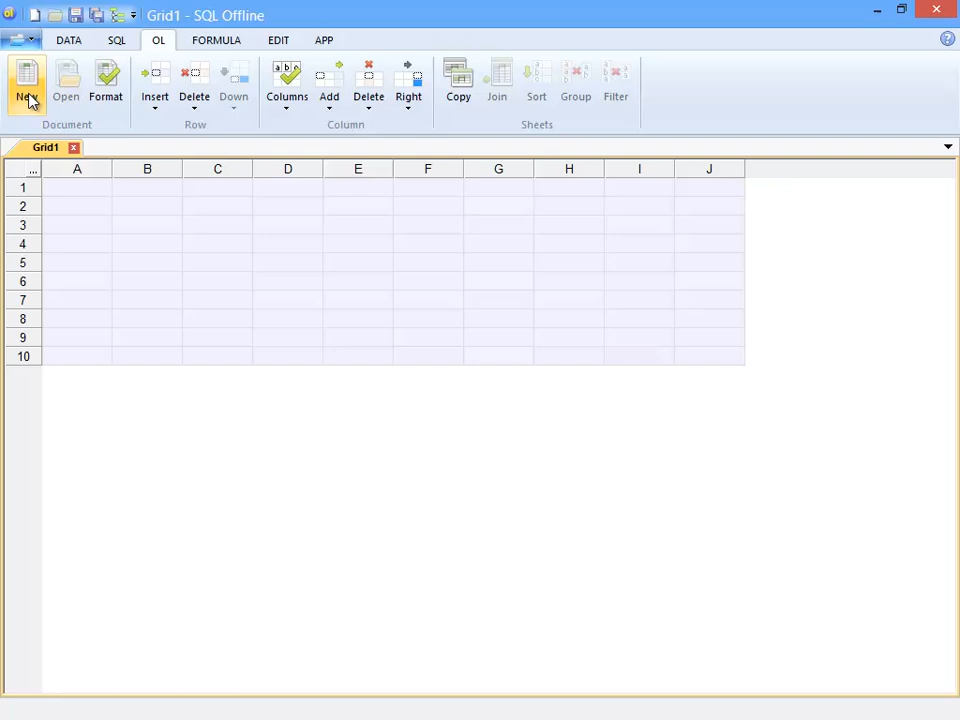 ol Grid1 - SQL Offline
DATA SQL OL FORMULA EDIT APP
New Open Format Insert Delete Down Columns Add Delete Right Copy Join Sort Group Filter
Document Row Column Sheets
Grid1
... A B C D E F G H I J
1
2
3
4
5
6
7
8
9
10